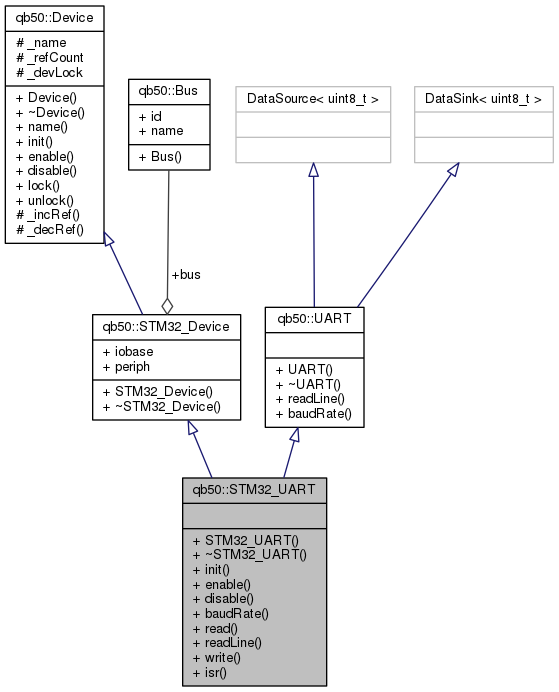 qb50::Device
# _name
# _refCount
# _devLock
+ Device()
+ ~Device()
+ name()
+ init()
+ enable()
+ disable()
+ lock()
+ unlock()
# _incRef()
# _decRef()
qb50::Bus
+ id
+ name
+ Bus()
DataSource< uint8_t >
DataSink< uint8_t >
+bus
qb50::STM32_Device
+ iobase
+ periph
+ STM32_Device()
+ ~STM32_Device()
qb50::UART
+ UART()
+ ~UART()
+ readLine()
+ baudRate()
qb50::STM32_UART
+ STM32_UART()
+ ~STM32_UART()
+ init()
+ enable()
+ disable()
+ baudRate()
+ read()
+ readLine()
+ write()
+ isr()